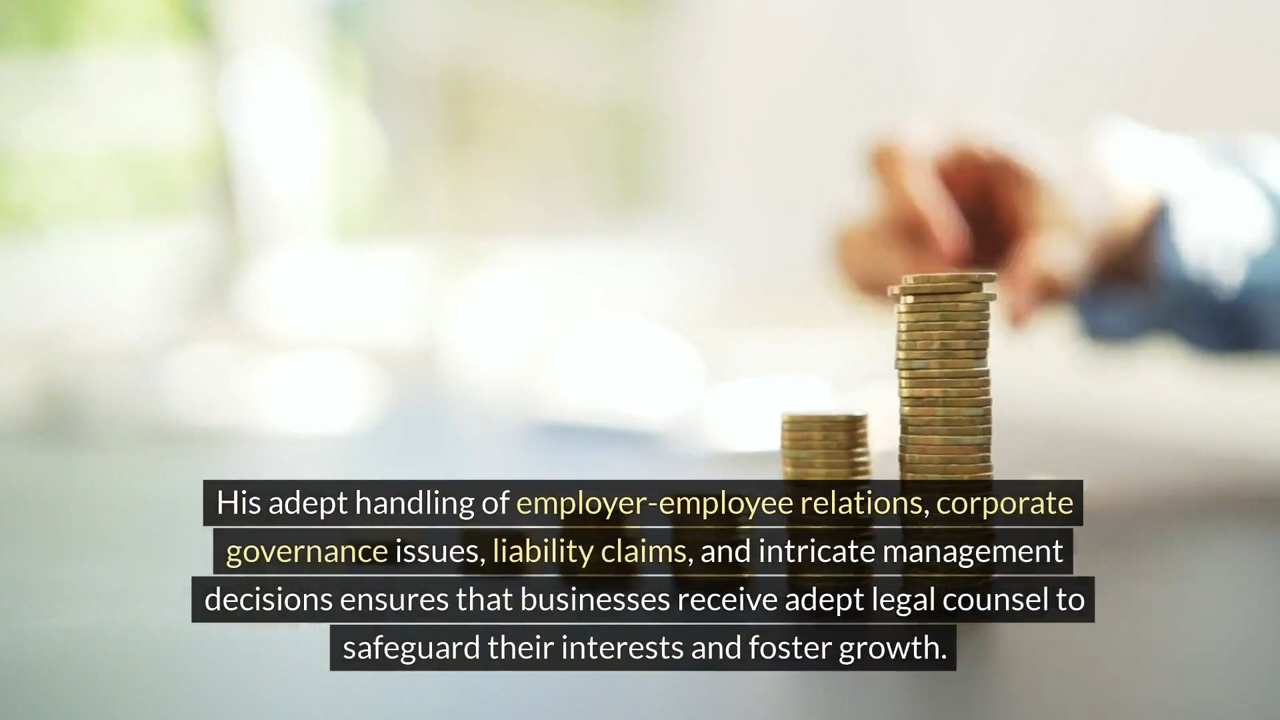 His adept handling of employer-employee relations, corporate
governance issues, liability claims, and intricate management
decisions ensures that businesses receive adept legal counsel to
safeguard their interests and foster growth.